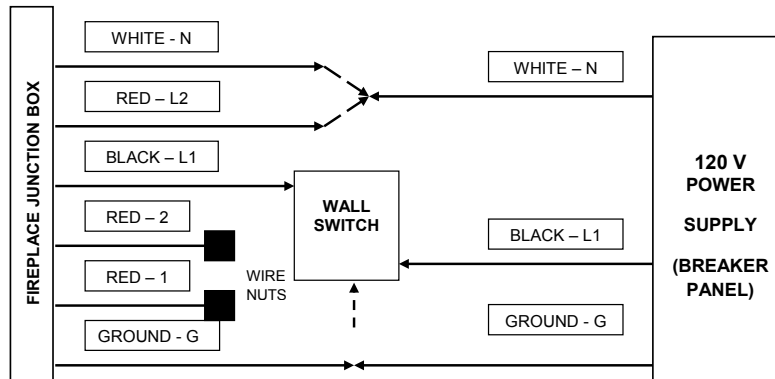 FIREPLACE JUNCTION BOX
WHITE - N
RED – L2
BLACK – L1
RED – 2
RED – 1
GROUND - G
WIRE
NUTS
WALL
SWITCH
WHITE – N
BLACK – L1
GROUND - G
120 V
POWER
SUPPLY
(BREAKER
PANEL)